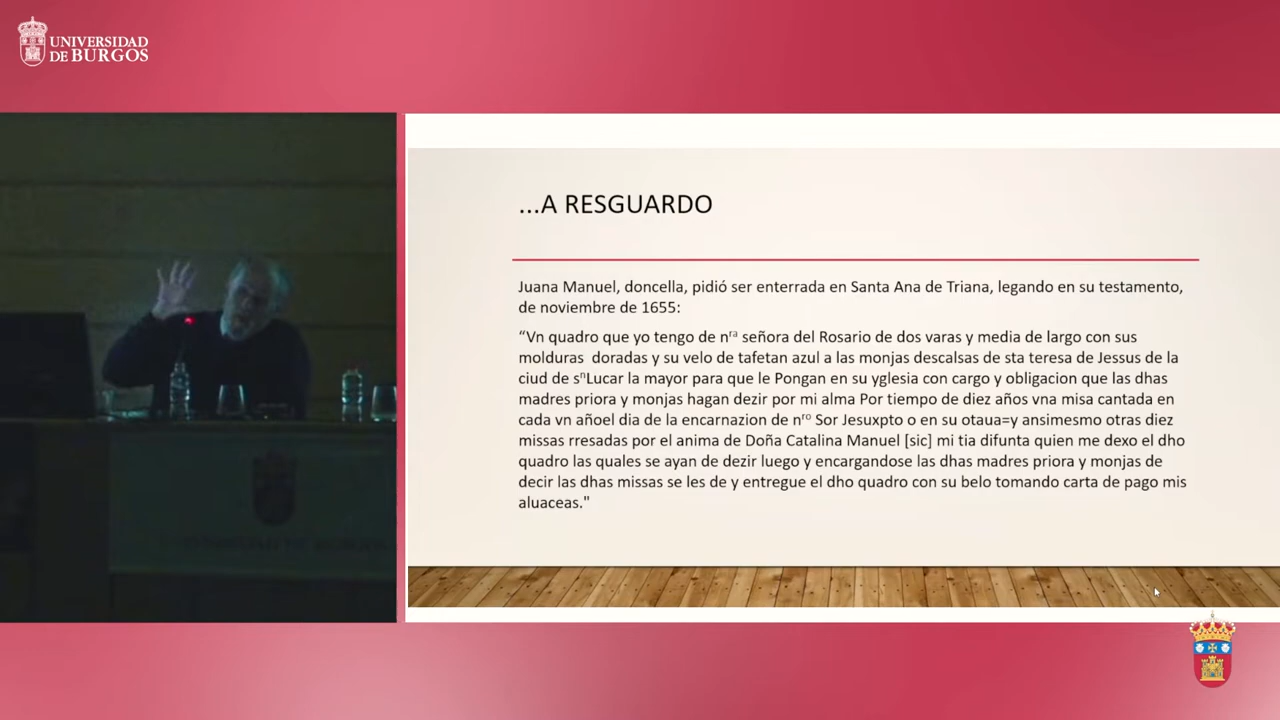 UNIVERSIDAD
DE BURGOS
...A RESGUARDO
Juana Manuel, doncella, pidió ser enterrada en Santa Ana de Triana, legando en su testamento,
de noviembre de 1655:
“Vn quadro que yo tengo de nʳᵃ señora del Rosario de dos varas y media de largo con sus
molduras doradas y su velo de tafetan azul a las monjas descalsas de sta teresa de Jessus de la
ciud de sⁿLucar la mayor para que le Pongan en su yglesia con cargo y obligacion que las dhas
madres priora y monjas hagan dezir por mi alma Por tiempo de diez años vna misa cantada en
cada vn añoel dia de la encarnazion de nʳᵒ Sor Jesuxpto o en su otaua=y ansimesmo otras diez
missas rresadas por el anima de Doña Catalina Manuel [sic] mi tia difunta quien me dexo el dho
quadro las quales se ayan de dezir luego y encargandose las dhas madres priora y monjas de
decir las dhas missas se les de y entregue el dho quadro con su belo tomando carta de pago mis
aluaceas."